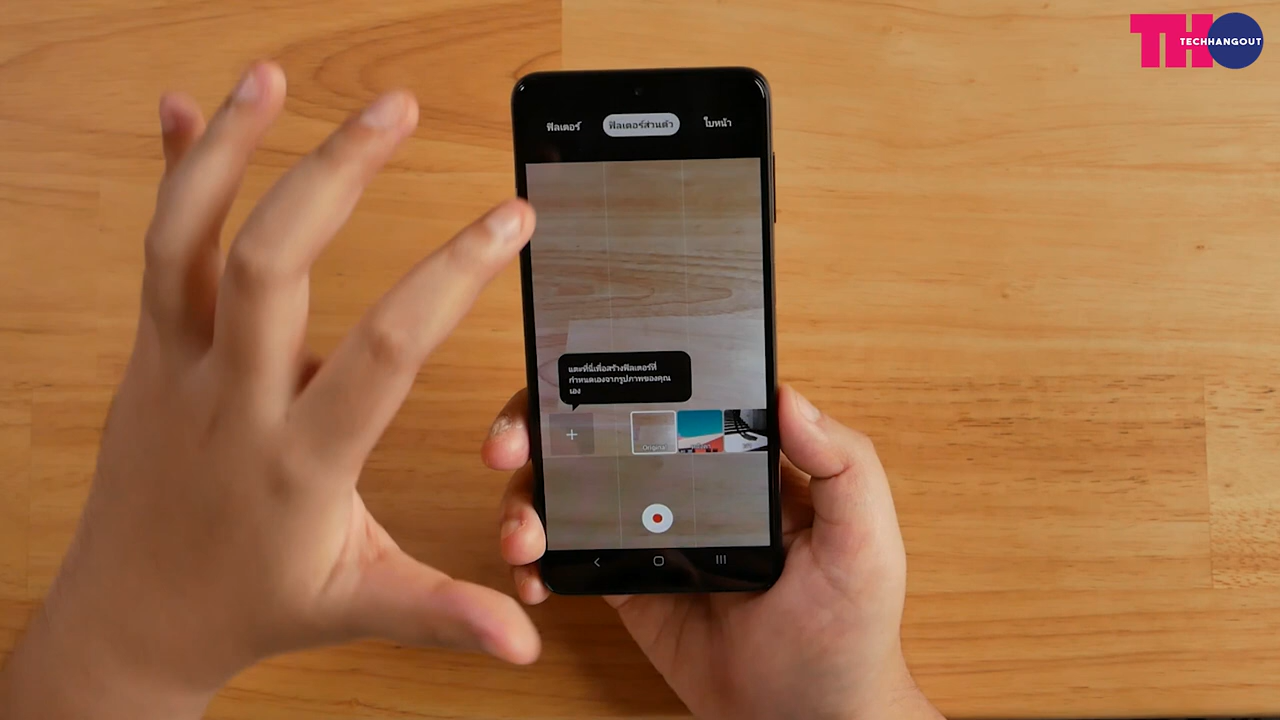 TH
TECHHANGOUT
ฟิลเตอร์
ฟิลเตอร์ส่วนตัว
ใบหน้า
แตะที่นี่เพื่อสร้างฟิลเตอร์ที่
กำหนดเองจากรูปภาพของคุณ
เอง
+
Original